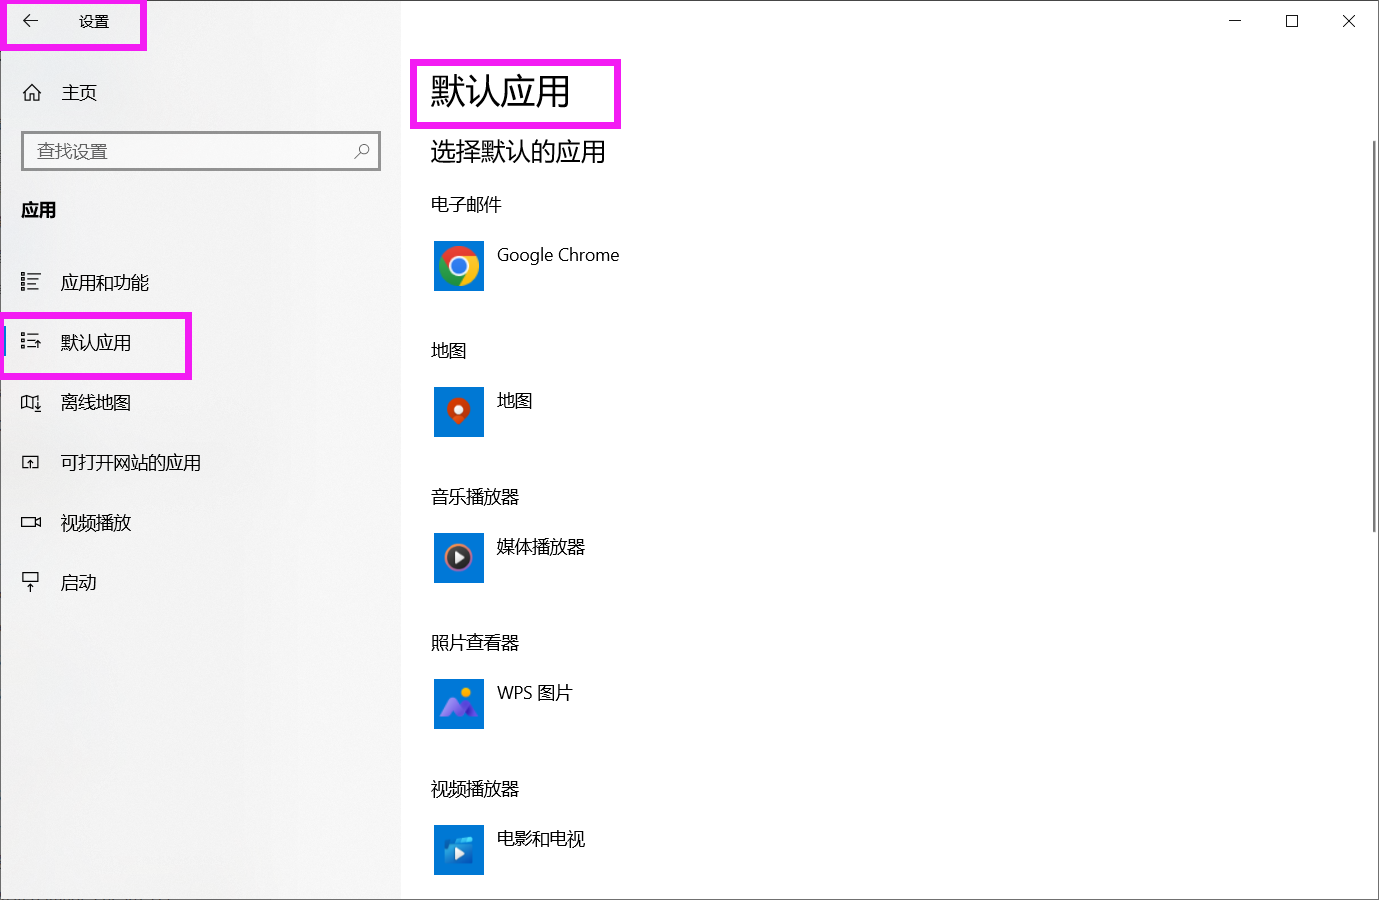 设置
主页
查找设置
应用
应用和功能
默认应用
离线地图
可打开网站的应用
视频播放
启动
默认应用
选择默认的应用
电子邮件
Google Chrome
地图
地图
音乐播放器
媒体播放器
照片查看器
WPS 图片
视频播放器
电影和电视